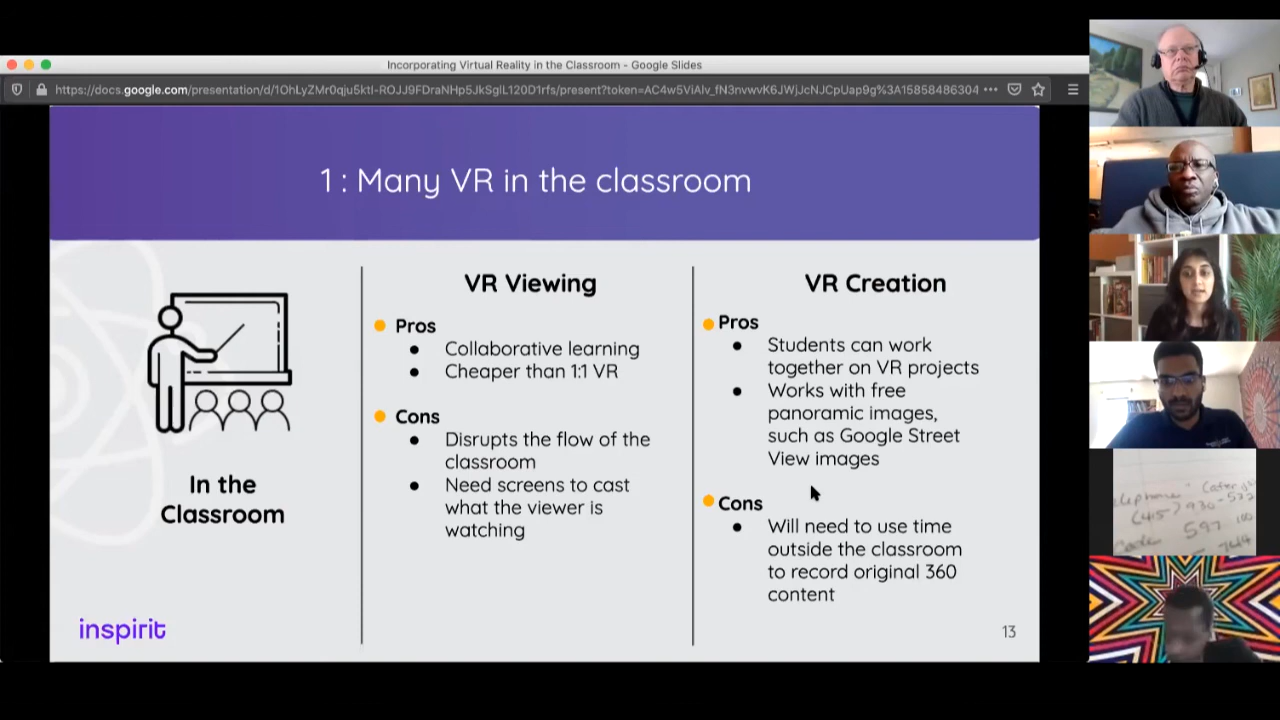 Incorporating Virtual Reality in the Classroom - Google Slides
1 : Many VR in the classroom
In the
Classroom
inspirit
VR Viewing
Pros
Collaborative learning
Cheaper than 1:1 VR
Cons
Disrupts the flow of the
classroom
Need screens to cast
what the viewer is
watching
VR Creation
Pros
Students can work
together on VR projects
Works with free
panoramic images,
such as Google Street
View images
Cons
Will need to use time
outside the classroom
to record original 360
content
13